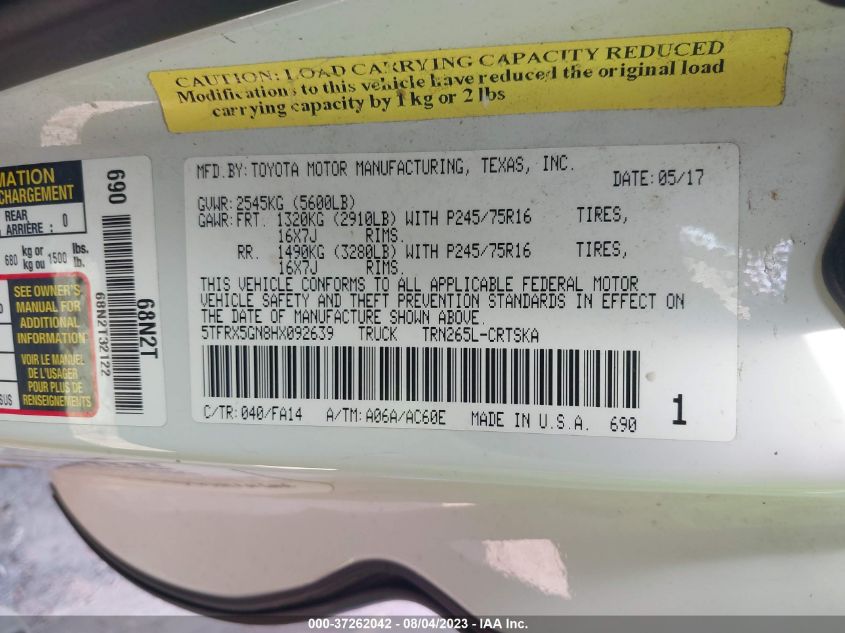 CAUTION: LOAD CARRYING CAPACITY REDUCED
Modifications to this vehicle have reduced the original load
carrying capacity by 1 kg or 2 lbs
MFD.BY: TOYOTA MOTOR MANUFACTURING, TEXAS, INC.
DATE: 05/17
GVWR: 2545KG (5600LB)
GAWR: FRT. 1320KG (2910LB) WITH P245/75R16 TIRES,
16X7J RIMS.
RR. 1490KG (3280LB) WITH P245/75R16 TIRES,
16X7J RIMS.
THIS VEHICLE CONFORMS TO ALL APPLICABLE FEDERAL MOTOR
VEHICLE SAFETY AND THEFT PREVENTION STANDARDS IN EFFECT ON
THE DATE OF MANUFACTURE SHOWN ABOVE.
5TFRX5GN8HX092639 TRUCK TRN265L-CRTSKA
C/TR: 040/FA14 A/TM: A06A/AC60E MADE IN U.S.A. 690
1
MATION
CHARGEMENT
REAR
ARRIÈRE : 0
680 kg or kg ou 1500 lbs. lb.
SEE OWNER'S
MANUAL FOR
ADDITIONAL
INFORMATION
VOIR LE MANUEL
DU PROPIÉTAIRE
POUR PLUS DE
RENSEIGNEMENTS
SUS
690
68N2T
68N2T32122
000-37262042 - 08/04/2023 - IAA Inc.